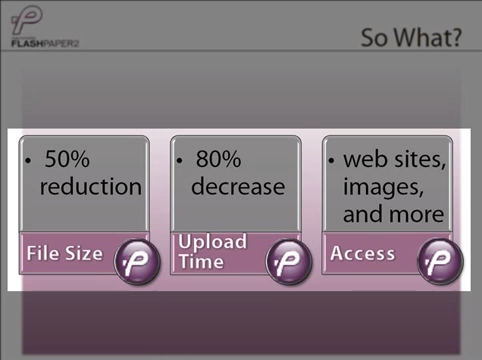 FLASHPAPER2
So What?
• 50%
reduction
File Size
• 80%
decrease
Upload
Time
• web sites,
images,
and more
Access